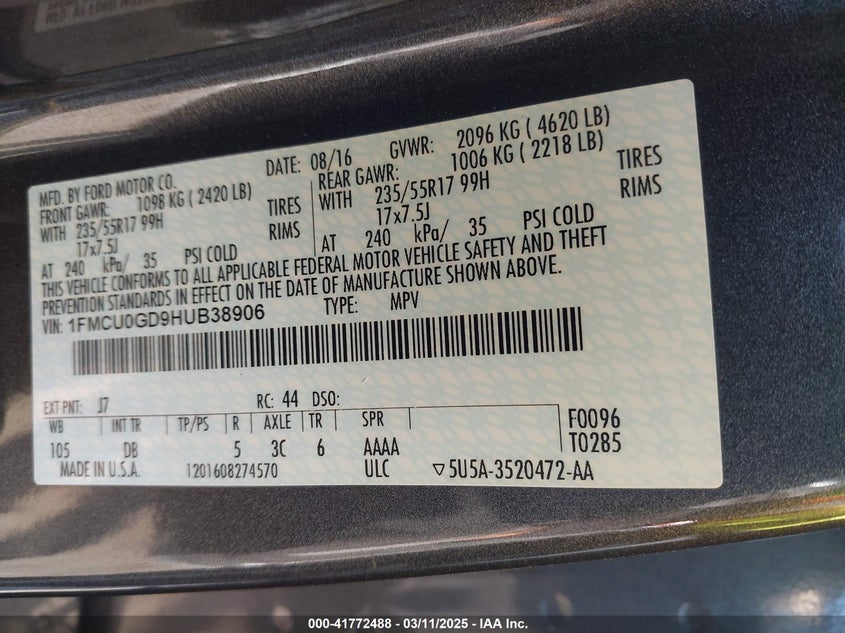 MFD. BY FORD MOTOR CO.
DATE: 08/16 GVWR: 2096 KG ( 4620 LB)
FRONT GAWR: 1098 KG ( 2420 LB)
WITH 235/55R17 99H TIRES
17x7.5J RIMS
AT 240 kPa/ 35 PSI COLD
REAR GAWR: 1006 KG ( 2218 LB)
WITH 235/55R17 99H TIRES
17x7.5J RIMS
AT 240 kPa/ 35 PSI COLD
THIS VEHICLE CONFORMS TO ALL APPLICABLE FEDERAL MOTOR VEHICLE SAFETY AND THEFT
PREVENTION STANDARDS IN EFFECT ON THE DATE OF MANUFACTURE SHOWN ABOVE.
VIN: 1FMCU0GD9HUB38906 TYPE: MPV
EXT PNT: J7 RC: 44 DSO:
WB INT TR TP/PS R AXLE TR SPR F0096
105 DB 5 3C 6 AAAA T0285
MADE IN U.S.A. 1201608274570 ULC ▽5U5A-3520472-AA
000-41772488 - 03/11/2025 - IAA Inc.